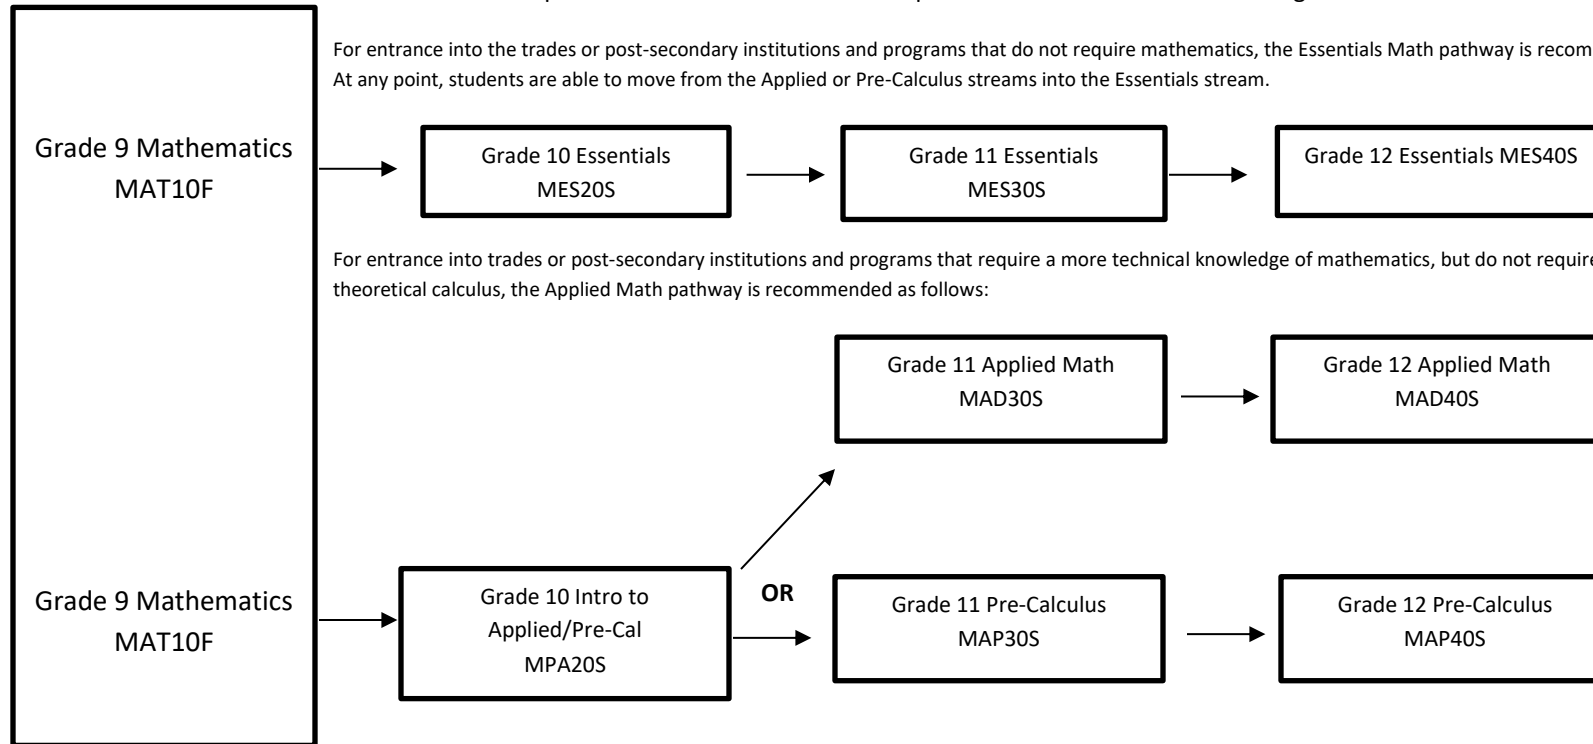 For entrance into the trades or post-secondary institutions and programs that do not require mathematics, the Essentials Math pathway is
At any point, students are able to move from the Applied or Pre-Calculus streams into the Essentials stream.
Grade 9 Mathematics
MAT10F
Grade 10 Essentials
MES20S
Grade 11 Essentials
MES30S
Grade 12 Essentials MES40S
For entrance into trades or post-secondary institutions and programs that require a more technical knowledge of mathematics, but do not require
theoretical calculus, the Applied Math pathway is recommended as follows:
Grade 11 Applied Math
MAD30S
Grade 12 Applied Math
MAD40S
Grade 9 Mathematics
MAT10F
Grade 10 Intro to
Applied/Pre-Cal
MPA20S
OR
Grade 11 Pre-Calculus
MAP30S
Grade 12 Pre-Calculus
MAP40S